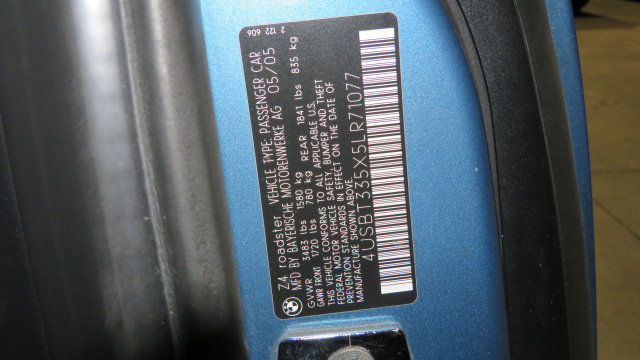 Z4 roadster VEHICLE TYPE: PASSENGER CAR 2 122 606
MFD BY BAYERISCHE MOTORENWERKE AG 05/05
GVWR 3483 lbs 1580 kg
GAWR FRONT 1720 lbs 780 kg REAR 1841 lbs 835 kg
THIS VEHICLE CONFORMS TO ALL APPLICABLE U.S.
FEDERAL MOTOR VEHICLE SAFETY, BUMPER AND THEFT
PREVENTION STANDARDS IN EFFECT ON THE DATE OF
MANUFACTURE SHOWN ABOVE.
4USBT335X5LR71077
BMW